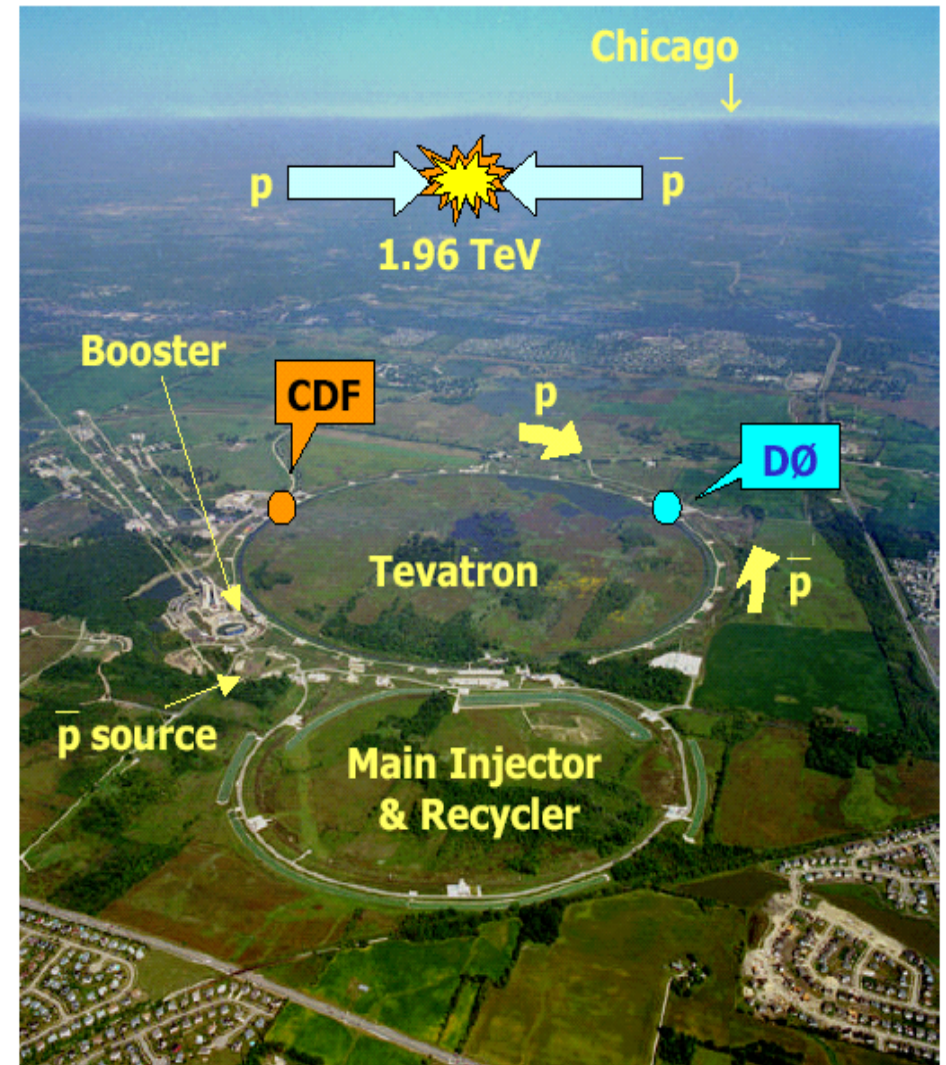 Chicago
↓
p
p̄
1.96 TeV
Booster
CDF
p
DØ
Tevatron
p̄
p̄ source
Main Injector
& Recycler